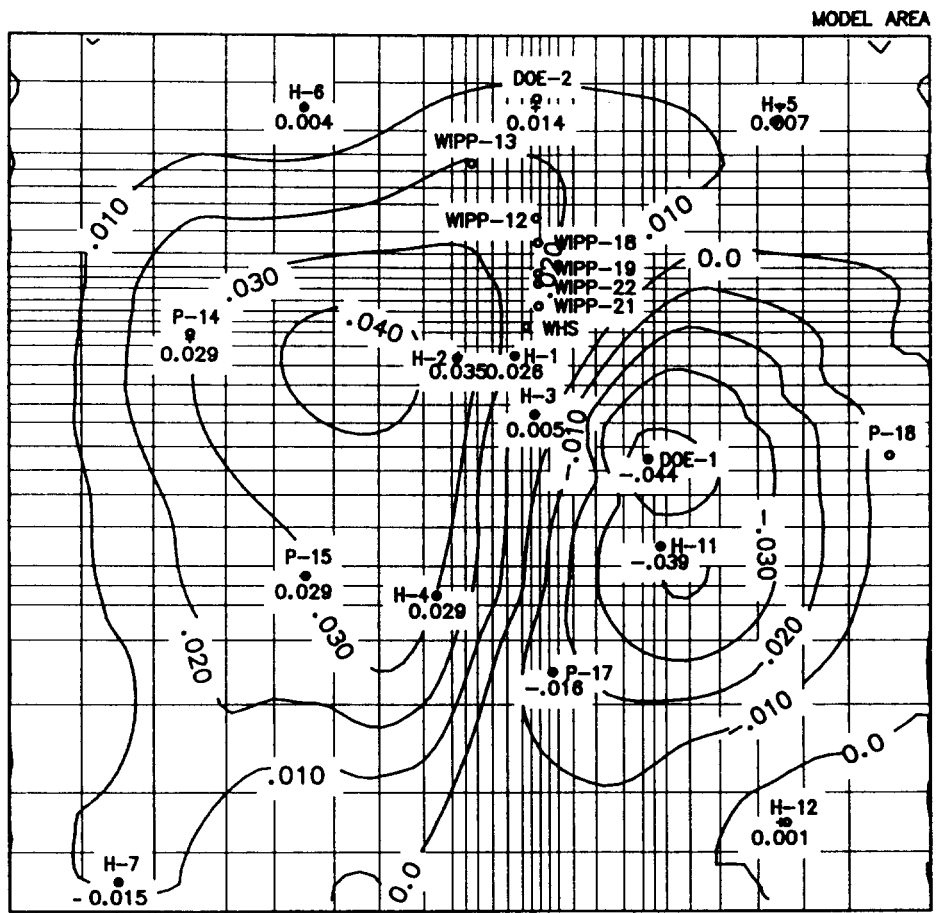 MODEL AREA
DOE-2
0.014
H-6
0.004
H-5
0.007
WIPP-13
.010
.010
WIPP-12
WIPP-18
.020
WIPP-19
WIPP-22
WIPP-21
WHS
0.0
.030
.040
P-14
0.029
H-2
0.035
H-1
0.026
H-3
0.005
-.010
P-18
DOE-1
-.044
H-11
-.039
-.030
P-15
0.029
H-4
0.029
.030
.020
.020
P-17
-.016
-.010
0.0
.010
H-12
0.001
H-7
-0.015
0.0